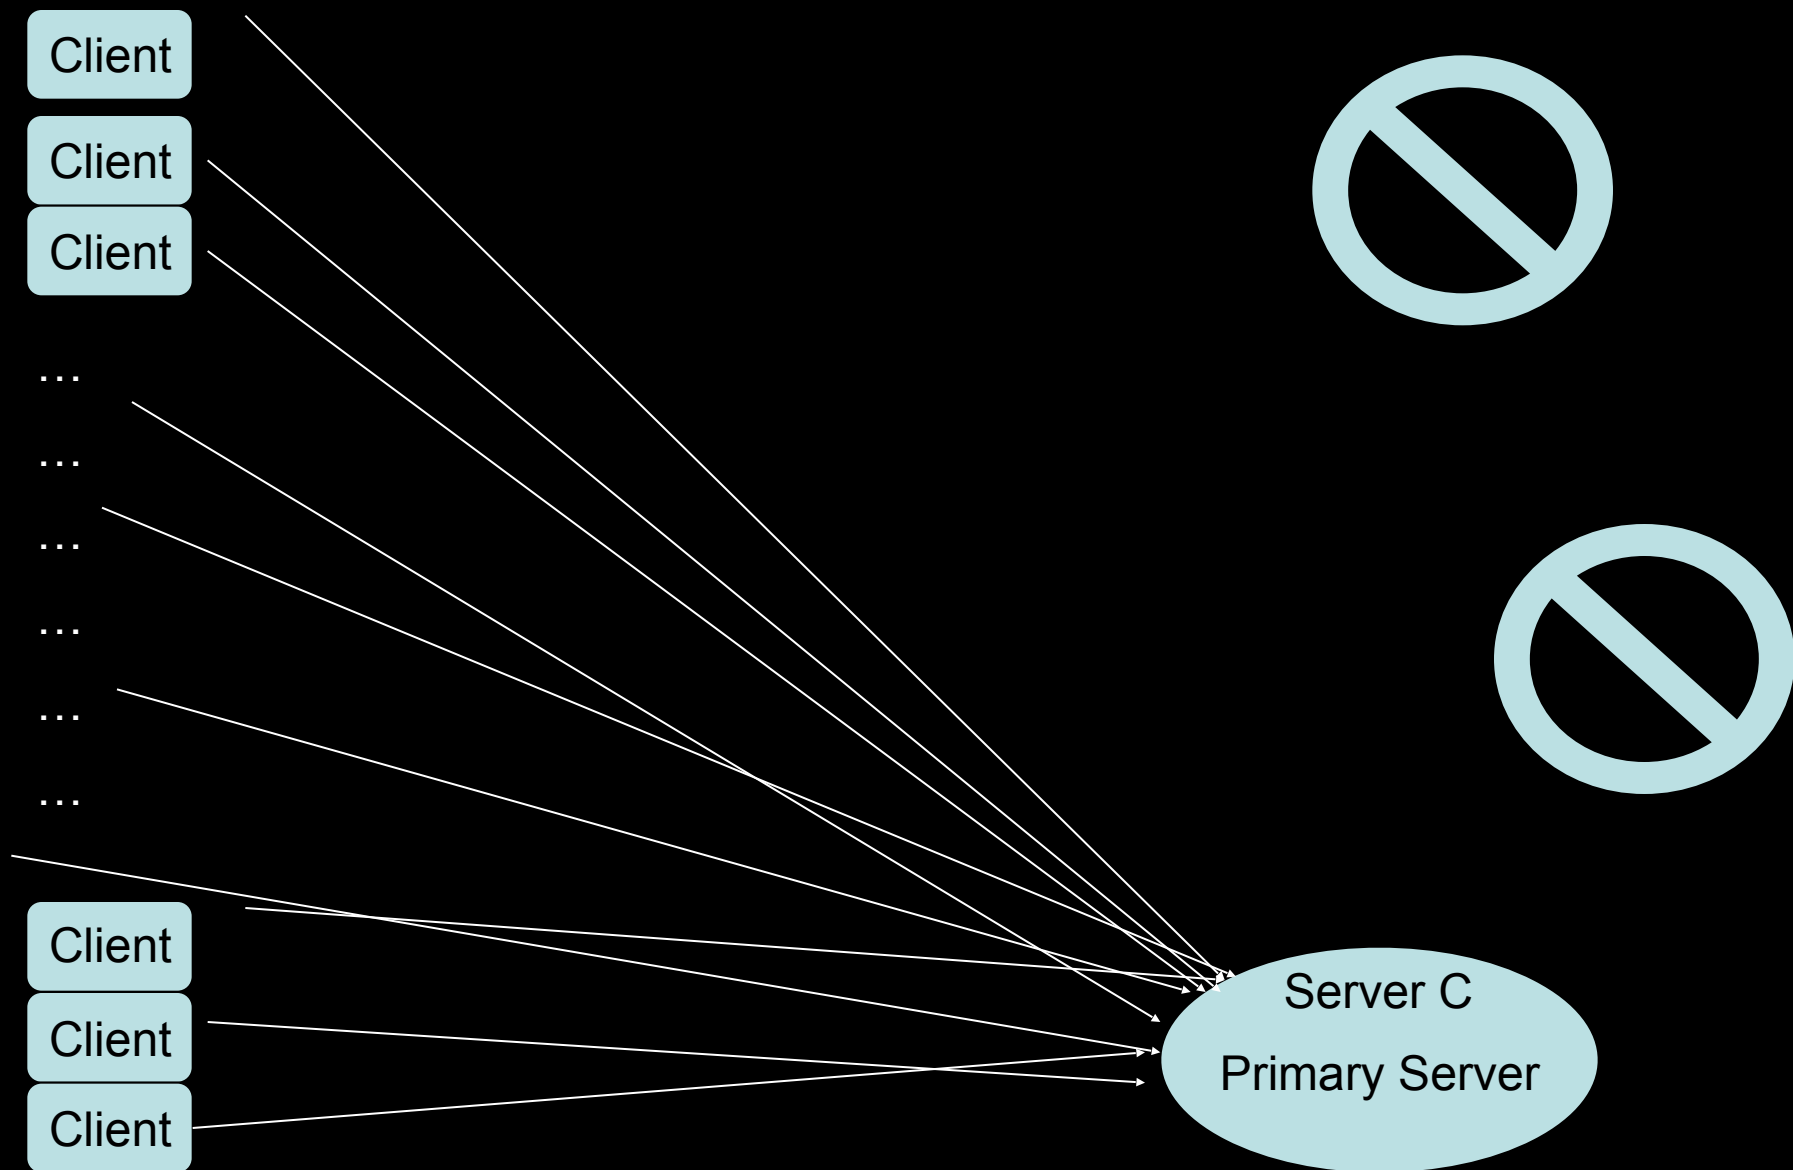 Client
Client
Client
...
...
...
...
...
...
Client
Client
Client
Server C
Primary Server